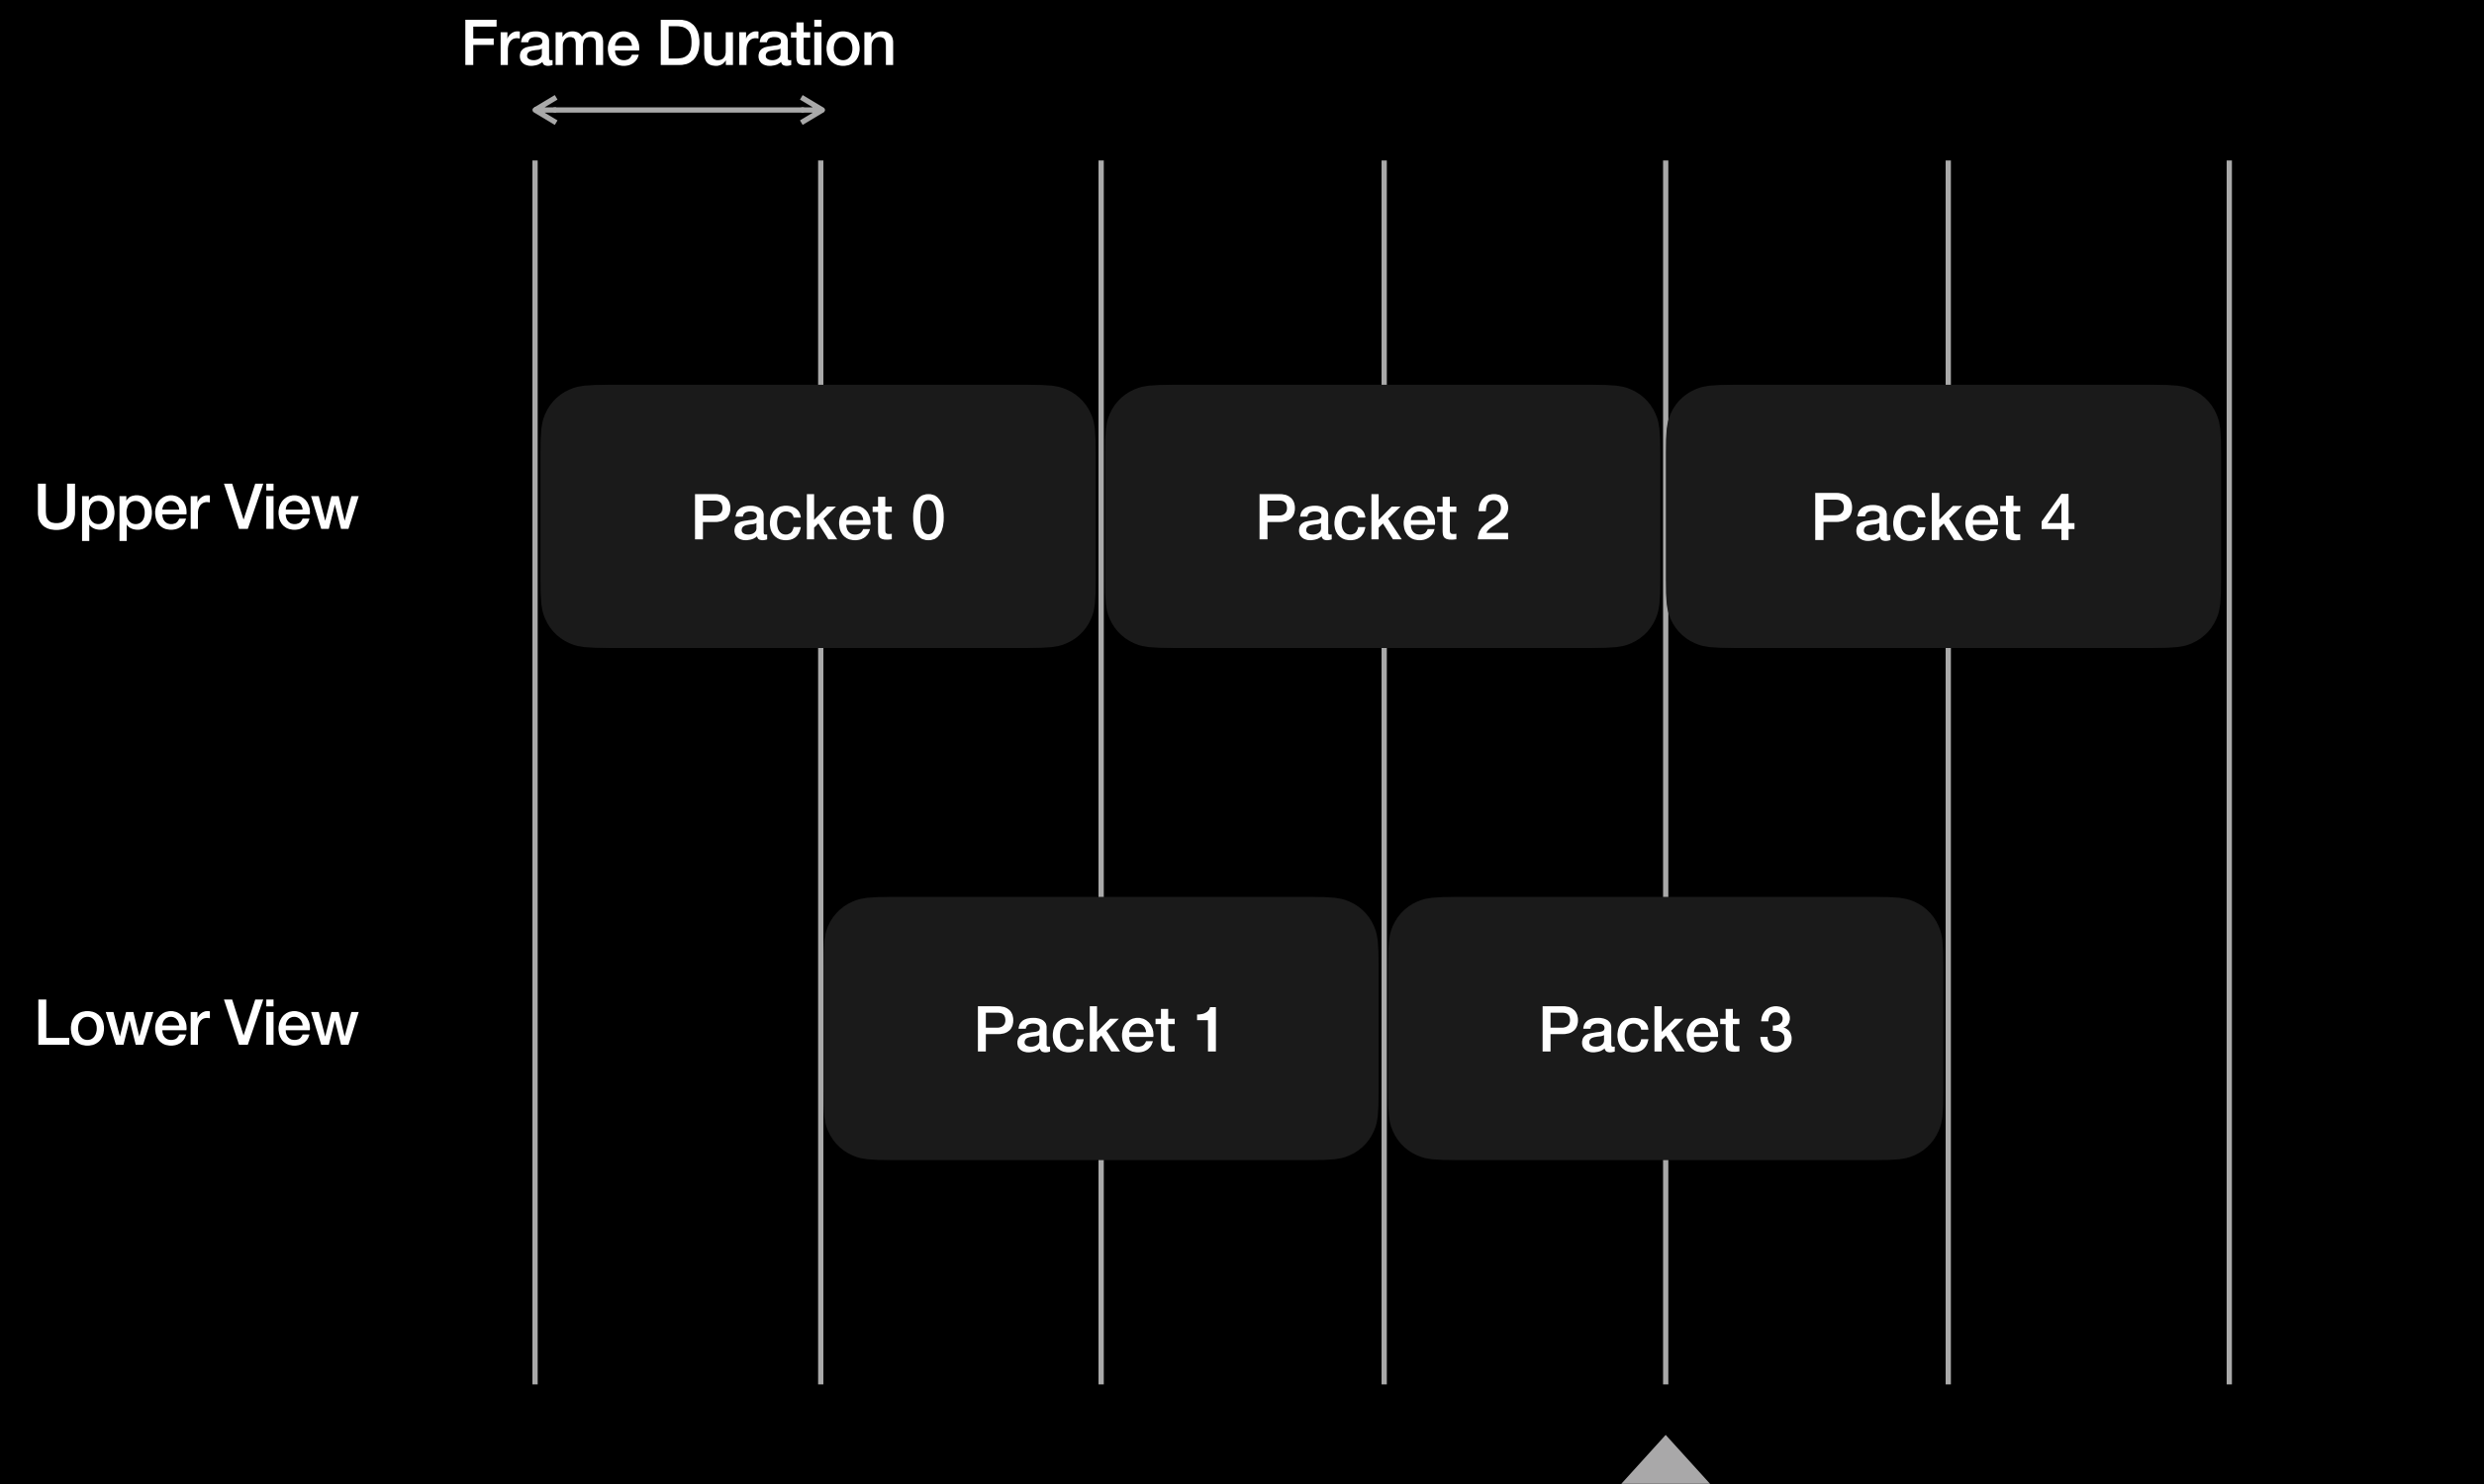 Frame Duration
Upper View
Packet 0
Packet 2
Packet 4
Lower View
Packet 1
Packet 3